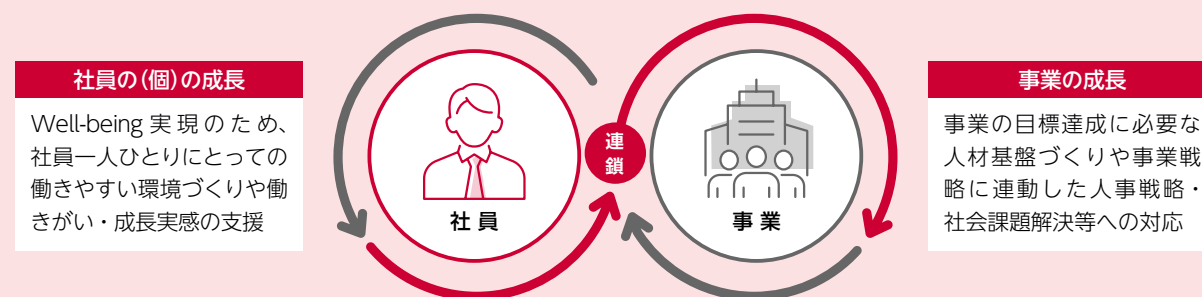 社員の(個)の成長
Well-being 実現のため、
社員一人ひとりにとっての
働きやすい環境づくりや働
きがい・成長実感の支援
社員
連
鎖
事業
事業の成長
事業の目標達成に必要な
人材基盤づくりや事業戦
略に連動した人事戦略・
社会課題解決等への対応